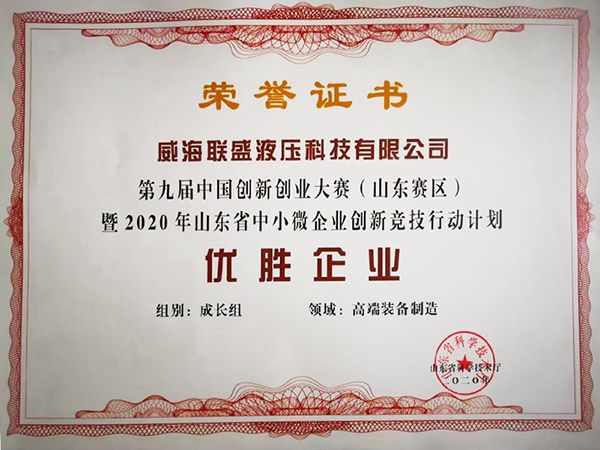 荣誉证书
威海联盛液压科技有限公司
第九届中国创新创业大赛（山东赛区）
暨2020年山东省中小微企业创新竞技行动计划
优胜企业
组别：成长组 领域：高端装备制造
山东省科学技术厅
二〇二〇年